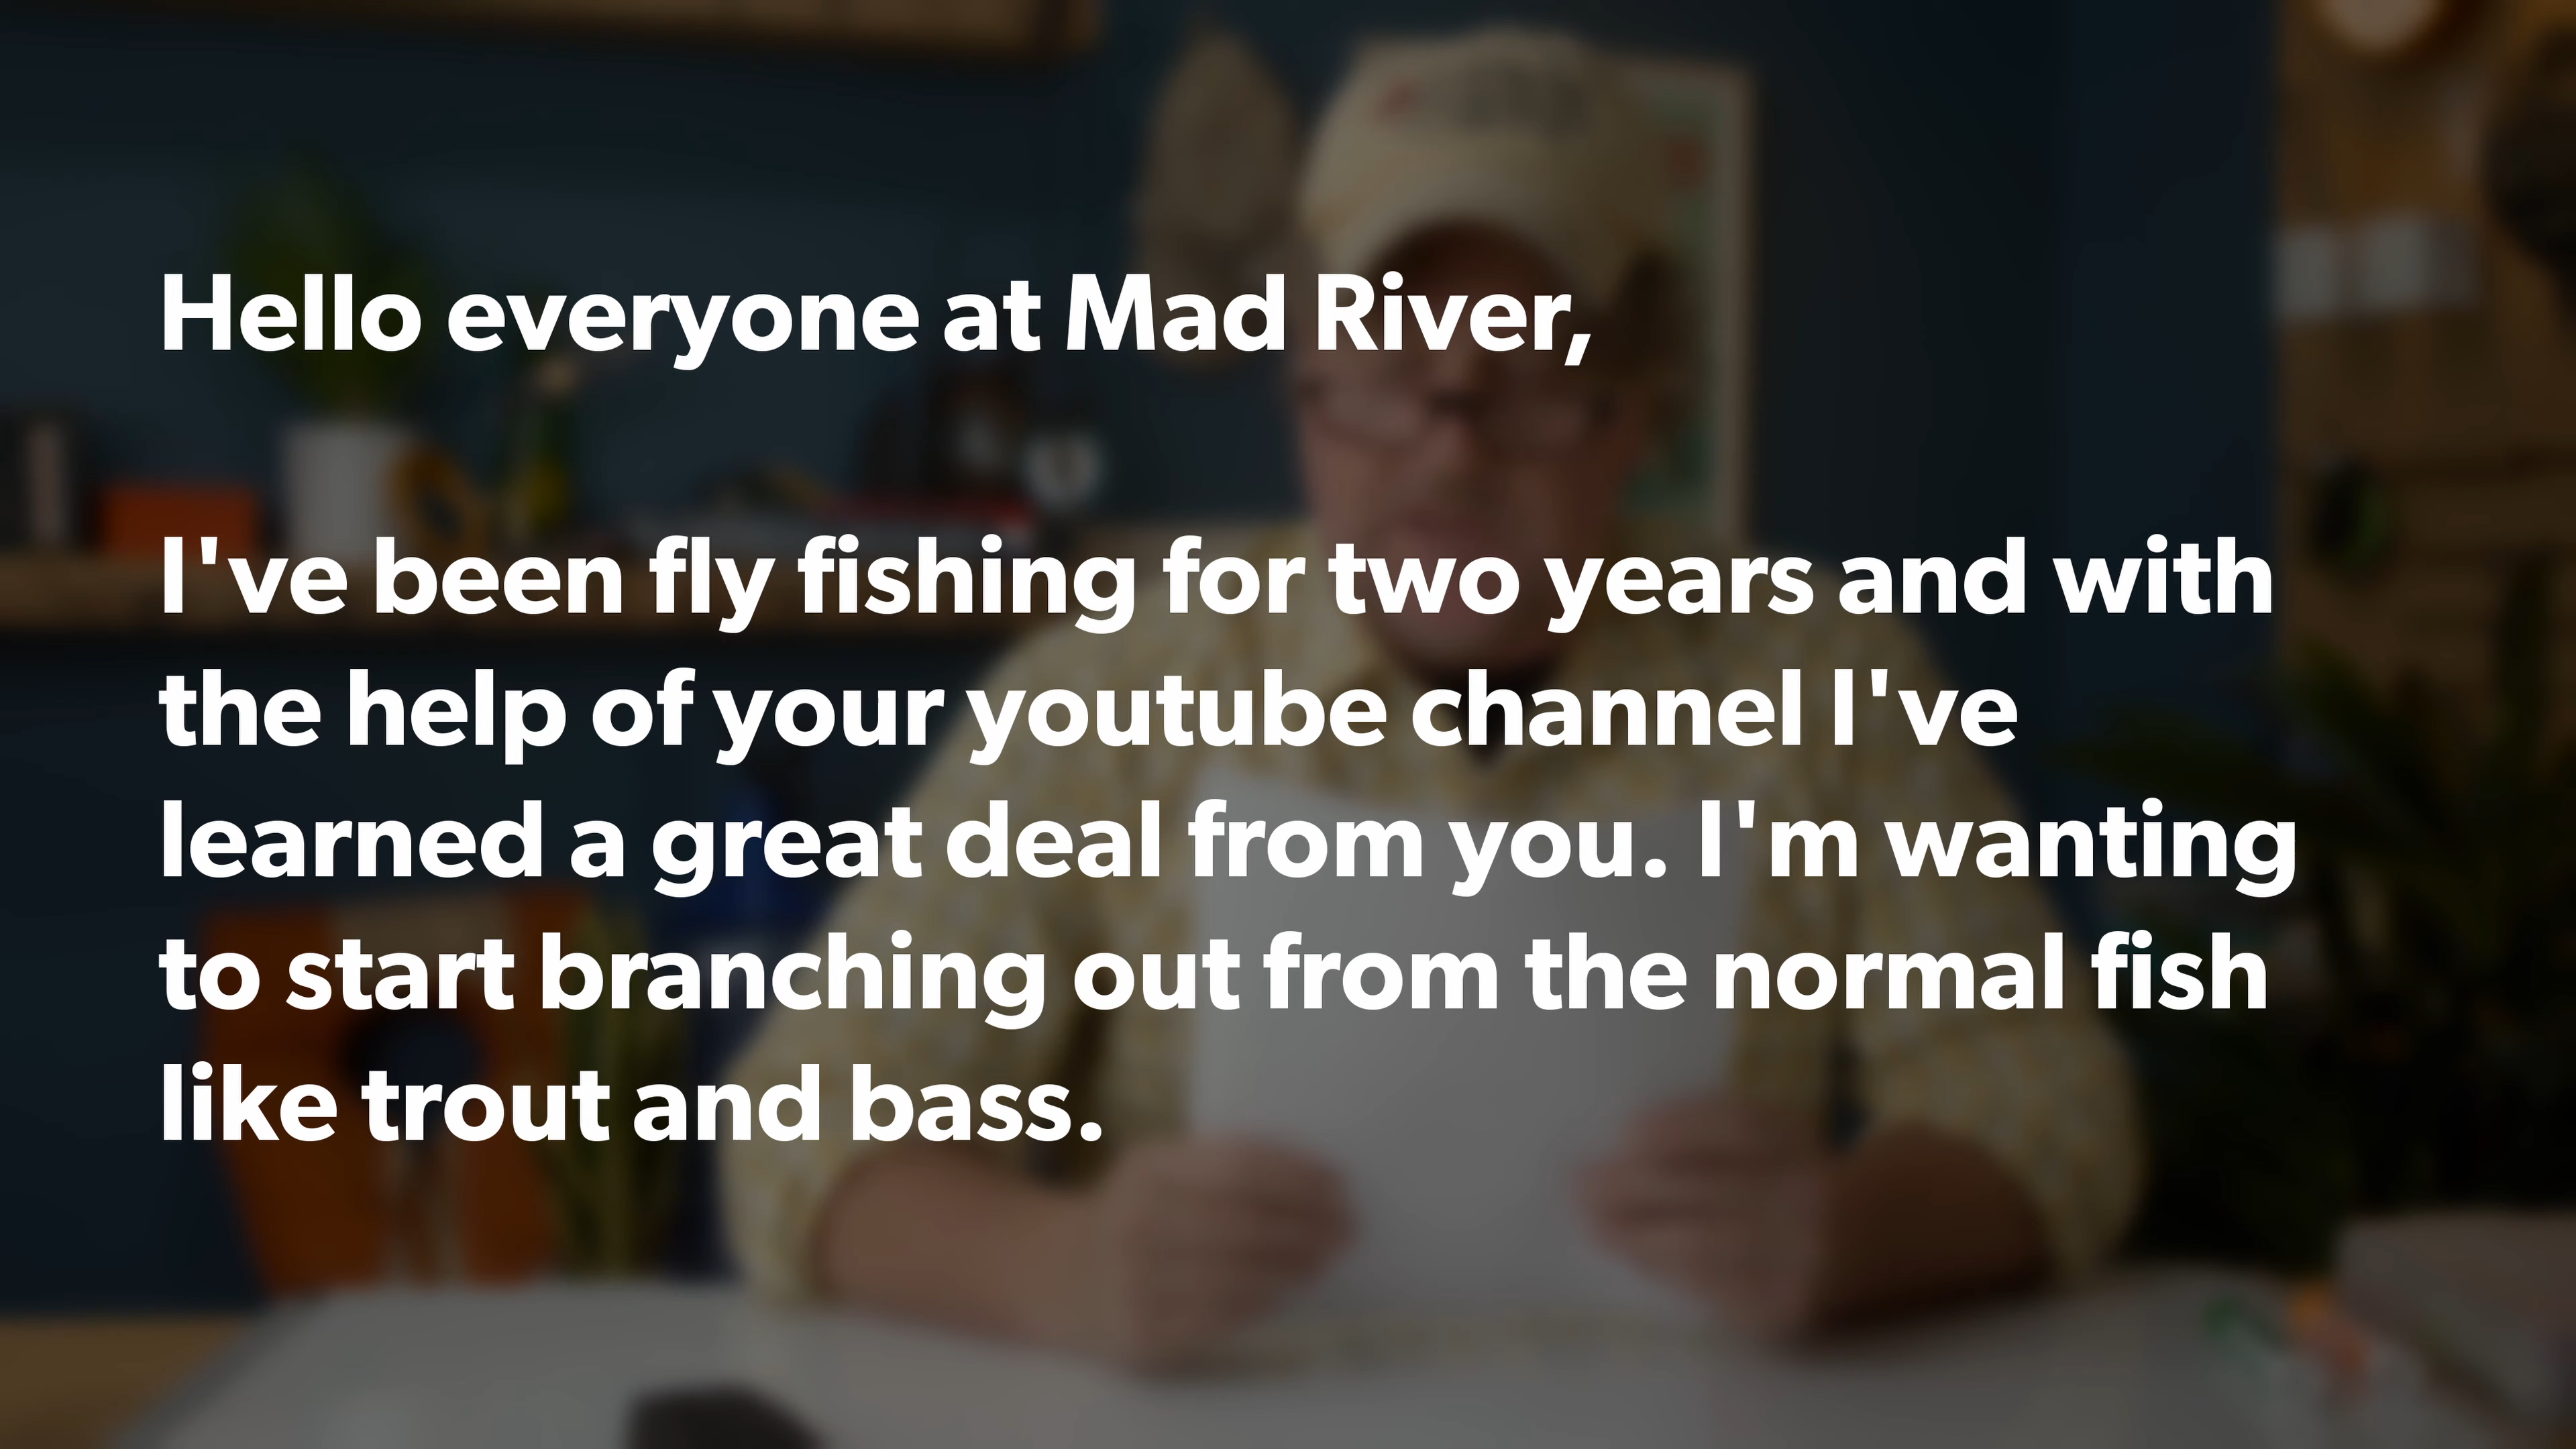 Hello everyone at Mad River,
I've been fly fishing for two years and with
the help of your youtube channel I've
learned a great deal from you. I'm wanting
to start branching out from the normal fish
like trout and bass.